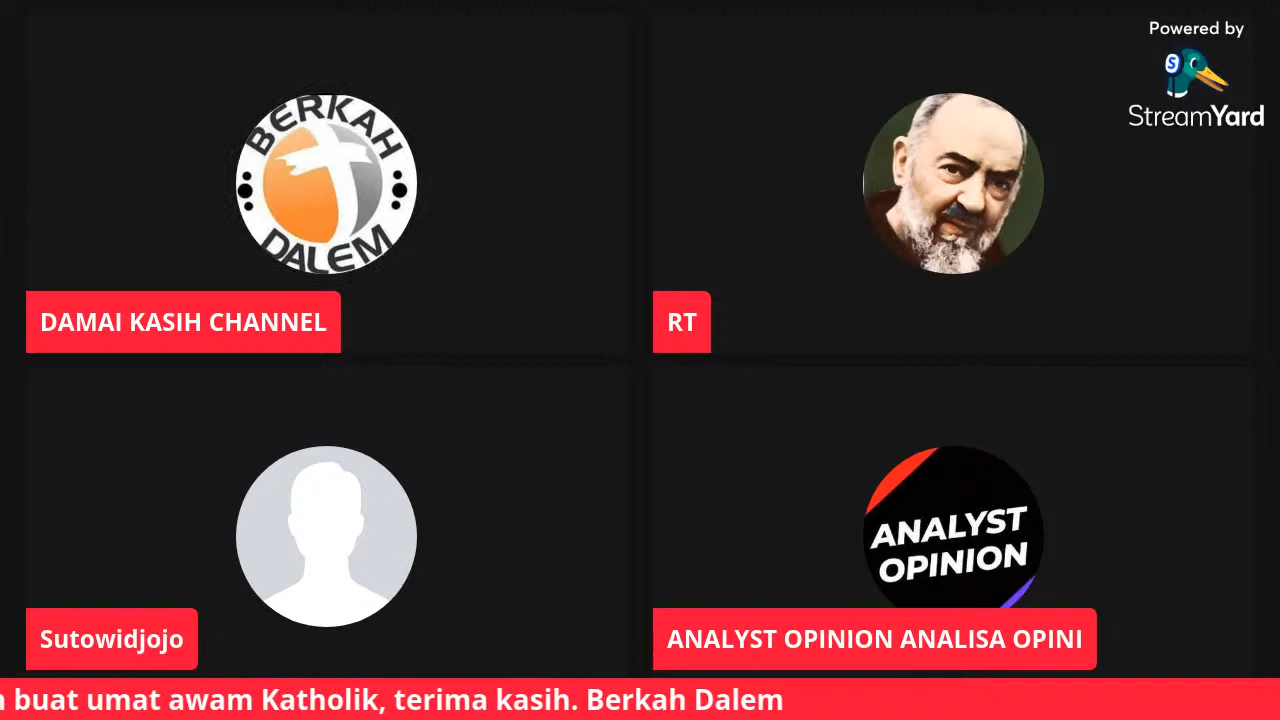 Powered by
StreamYard
BERKAH
DALEM
DAMAI KASIH CHANNEL
RT
ANALYST
OPINION
Sutowidjojo
ANALYST OPINION ANALISA OPINI
buat umat awam Katholik, terima kasih. Berkah Dalem